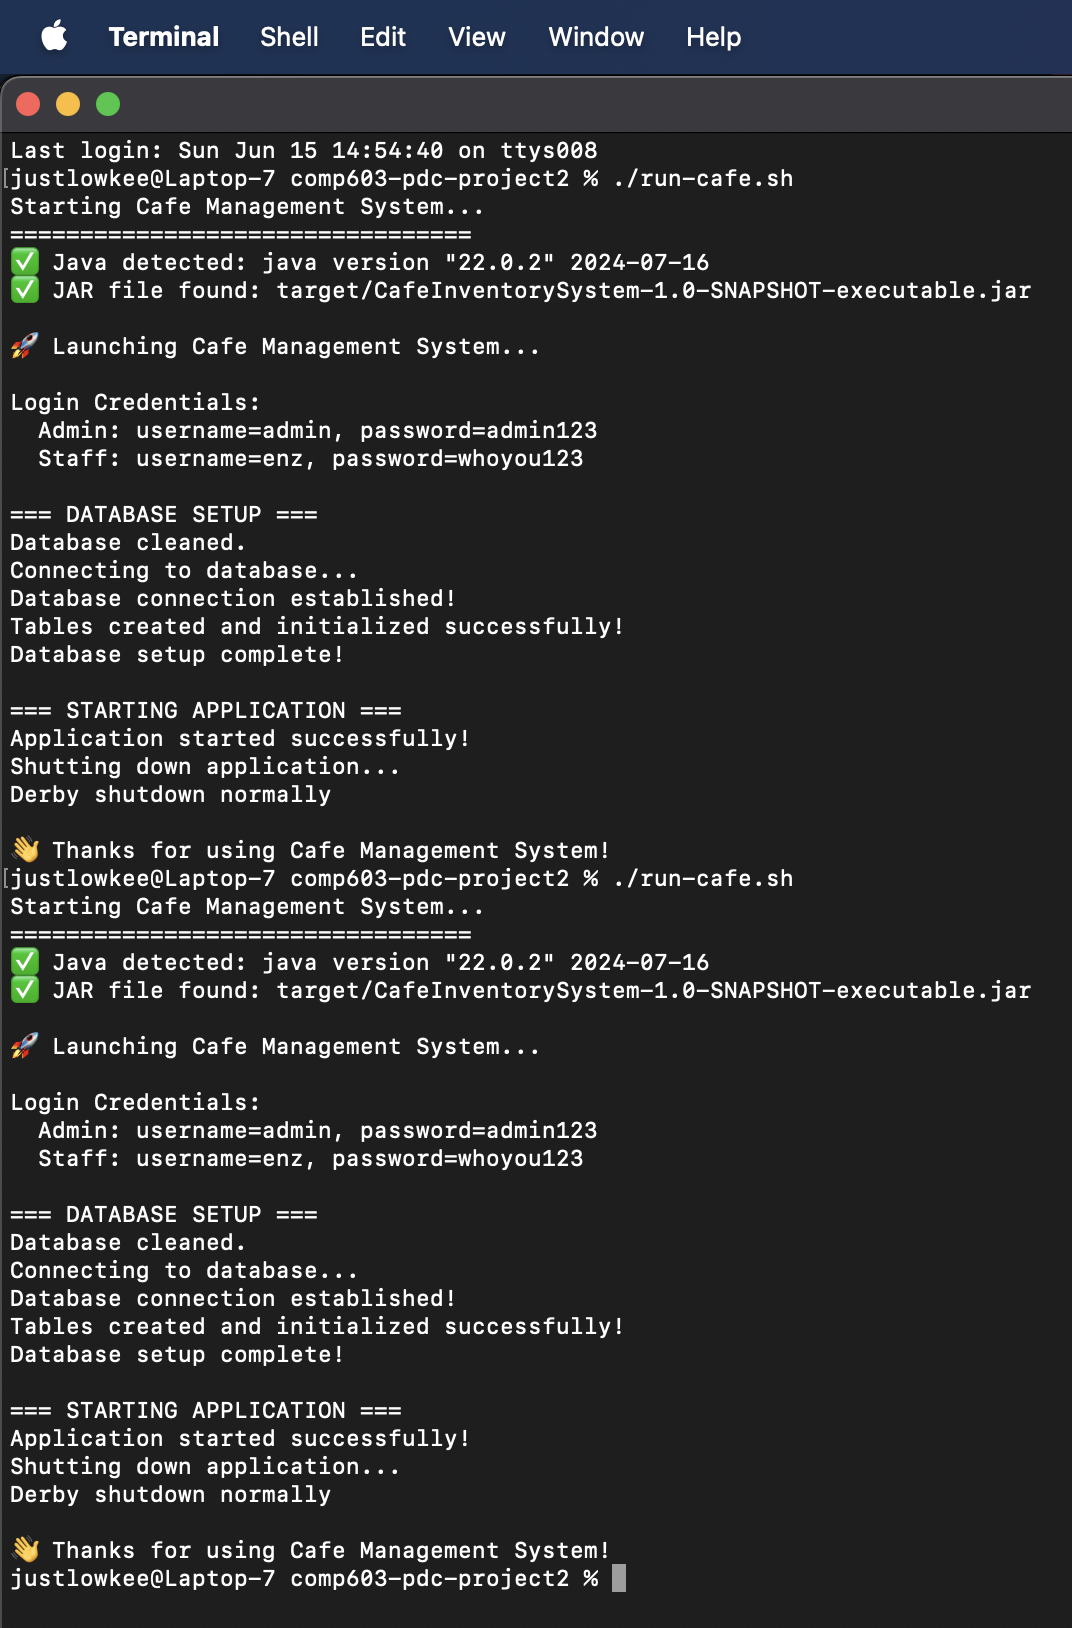 Terminal Shell Edit View Window Help
Last login: Sun Jun 15 14:54:40 on ttys008
[justlowkee@Laptop-7 comp603-pdc-project2 % ./run-cafe.sh
Starting Cafe Management System...
=================================
✅ Java detected: java version "22.0.2" 2024-07-16
✅ JAR file found: target/CafeInventorySystem-1.0-SNAPSHOT-executable.jar
🚀 Launching Cafe Management System...
Login Credentials:
  Admin: username=admin, password=admin123
  Staff: username=enz, password=whoyou123
=== DATABASE SETUP ===
Database cleaned.
Connecting to database...
Database connection established!
Tables created and initialized successfully!
Database setup complete!
=== STARTING APPLICATION ===
Application started successfully!
Shutting down application...
Derby shutdown normally
👋 Thanks for using Cafe Management System!
[justlowkee@Laptop-7 comp603-pdc-project2 % ./run-cafe.sh
Starting Cafe Management System...
=================================
✅ Java detected: java version "22.0.2" 2024-07-16
✅ JAR file found: target/CafeInventorySystem-1.0-SNAPSHOT-executable.jar
🚀 Launching Cafe Management System...
Login Credentials:
  Admin: username=admin, password=admin123
  Staff: username=enz, password=whoyou123
=== DATABASE SETUP ===
Database cleaned.
Connecting to database...
Database connection established!
Tables created and initialized successfully!
Database setup complete!
=== STARTING APPLICATION ===
Application started successfully!
Shutting down application...
Derby shutdown normally
👋 Thanks for using Cafe Management System!
justlowkee@Laptop-7 comp603-pdc-project2 %